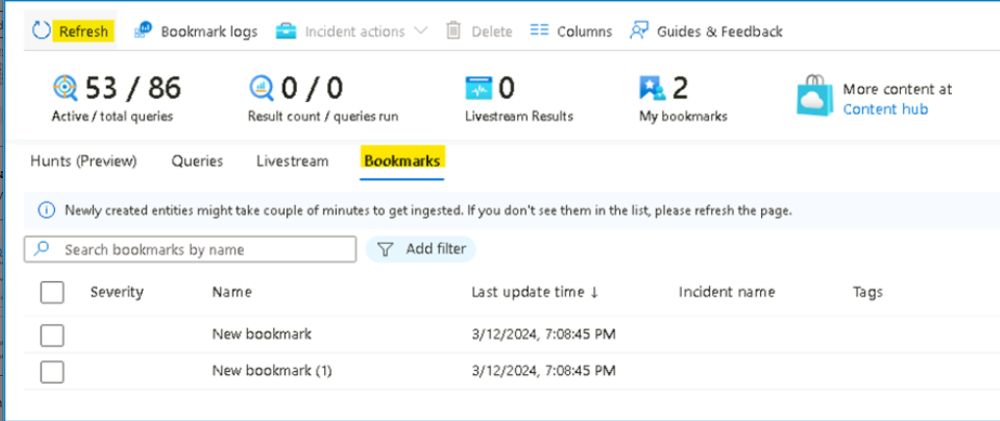 Refresh Bookmark logs Incident actions Delete Columns Guides & Feedback
53 / 86 0 / 0 0 2 More content at
Active / total queries Result count / queries run Livestream Results My bookmarks Content hub
Hunts (Preview) Queries Livestream Bookmarks
Newly created entities might take couple of minutes to get ingested. If you don't see them in the list, please refresh the page.
Search bookmarks by name Add filter
Severity Name Last update time ↓ Incident name Tags
New bookmark 3/12/2024, 7:08:45 PM
New bookmark (1) 3/12/2024, 7:08:45 PM